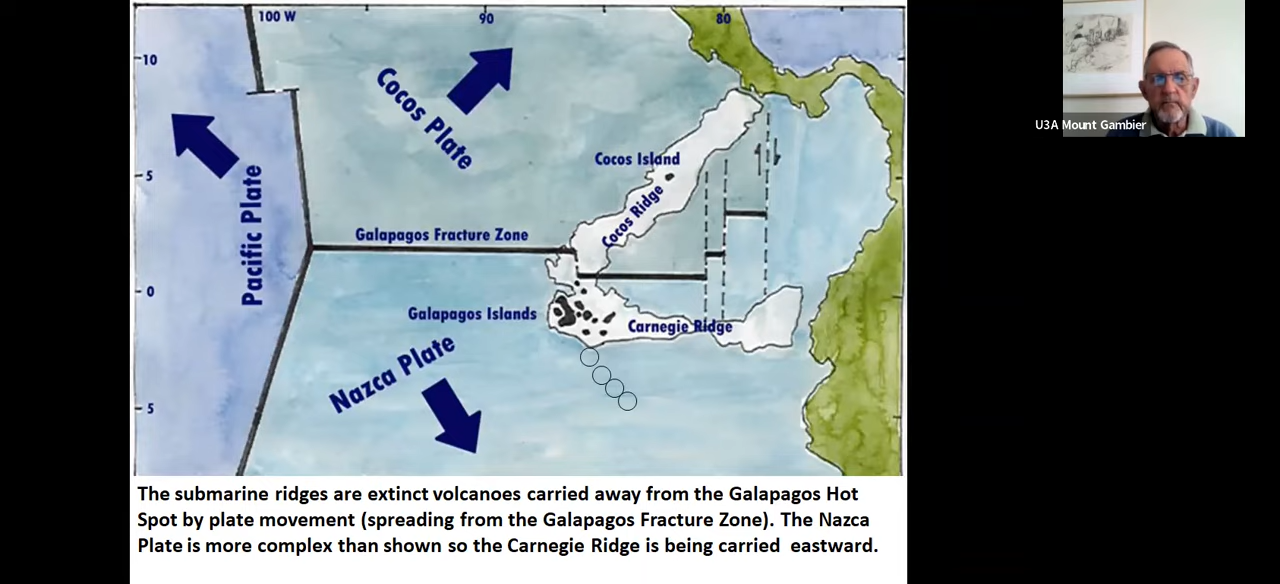 100 W 90 80
10
Cocos Plate
U3A Mount Gambier
Cocos Island
5
Pacific Plate
Cocos Ridge
Galapagos Fracture Zone
0
Galapagos Islands
Carnegie Ridge
Nazca Plate
5
The submarine ridges are extinct volcanoes carried away from the Galapagos Hot
Spot by plate movement (spreading from the Galapagos Fracture Zone). The Nazca
Plate is more complex than shown so the Carnegie Ridge is being carried eastward.